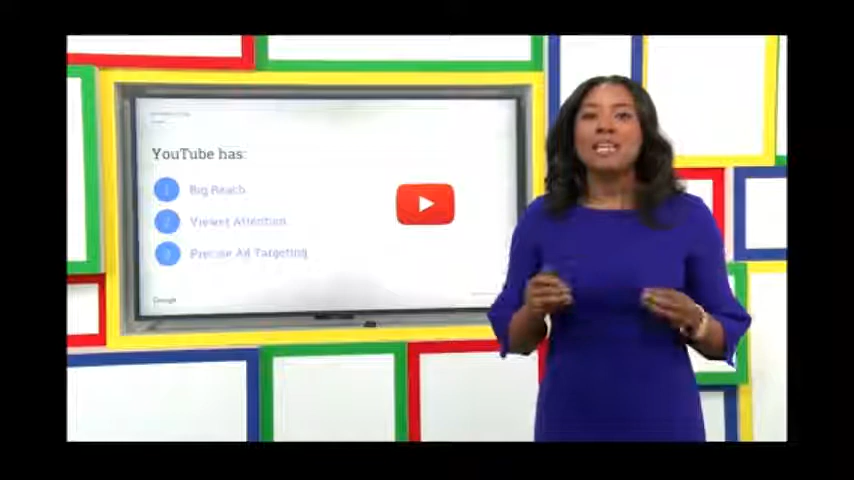 YouTube has:
1 Big Reach
2 Viewer Attention
3 Precise Ad Targeting
Google